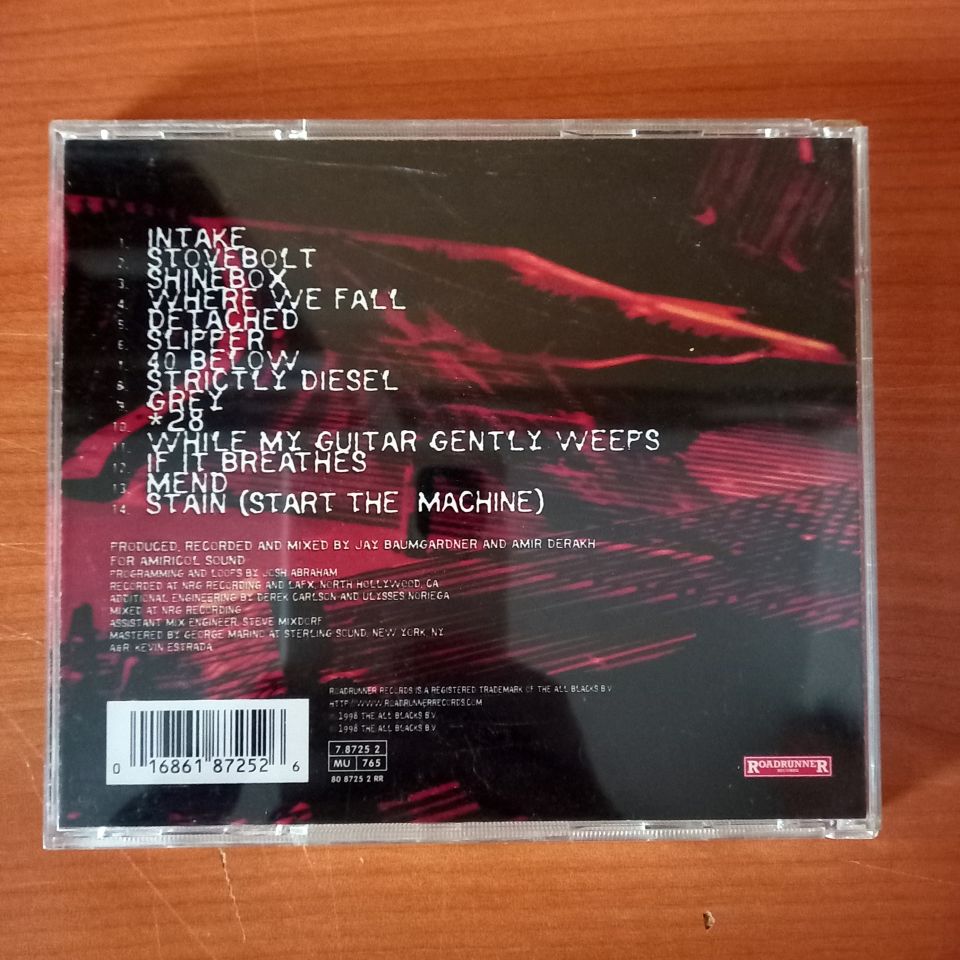 1. INTAKE
2. STOVEBOLT
3. SHINEBOX
4. WHERE WE FALL
5. DETACHED
6. SLIPPER
7. 40 BELOW
8. STRICTLY DIESEL
9. GREY
10. *28
11. WHILE MY GUITAR GENTLY WEEPS
12. IF IT BREATHES
13. MEND
14. STAIN (START THE MACHINE)
PRODUCED, RECORDED AND MIXED BY JAY BAUMGARDNER AND AMIR DERAKH
FOR AMIRICOL SOUND
PROGRAMMING AND LOOPS BY JOSH ABRAHAM
RECORDED AT NRG RECORDING AND LAFX, NORTH HOLLYWOOD, CA
ADDITIONAL ENGINEERING BY DEREK CARLSON AND ULYSSES NORIEGA
MIXED AT NRG RECORDING
ASSISTANT MIX ENGINEER, STEVE MIXDORF
MASTERED BY GEORGE MARINO AT STERLING SOUND, NEW YORK, NY
A&R KEVIN ESTRADA
ROADRUNNER RECORDS IS A REGISTERED TRADEMARK OF THE ALL BLACKS B.V.
HTTP://WWW.ROADRUNNERRECORDS.COM
℗ 1998 THE ALL BLACKS B.V.
© 1998 THE ALL BLACKS B.V.
7.8725 2
MU 765
80 8725 2 RR
0 16861 87252 6
ROADRUNNER
RECORDS